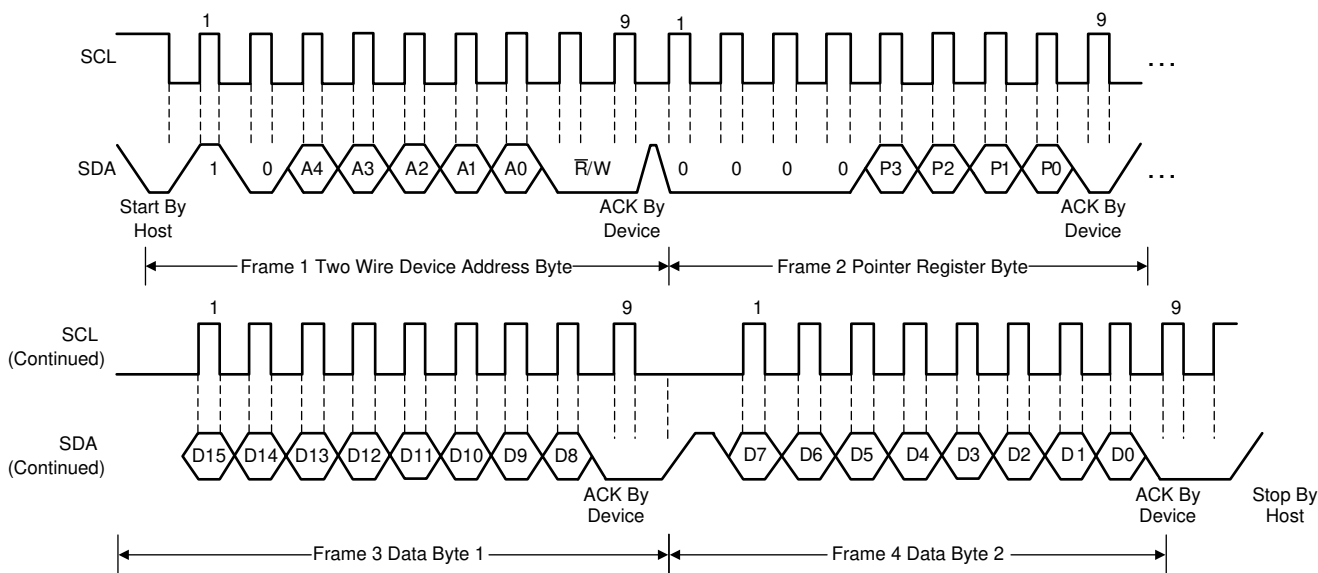 1 9 1 9
SCL ...
SDA 1 0 A4 A3 A2 A1 A0 R̅/W 0 0 0 0 P3 P2 P1 P0 ...
Start By
Host
ACK By
Device
ACK By
Device
Frame 1 Two Wire Device Address Byte
Frame 2 Pointer Register Byte
1 9 1 9
SCL
(Continued)
SDA
(Continued)
D15 D14 D13 D12 D11 D10 D9 D8 D7 D6 D5 D4 D3 D2 D1 D0
ACK By
Device
ACK By
Device
Stop By
Host
Frame 3 Data Byte 1
Frame 4 Data Byte 2